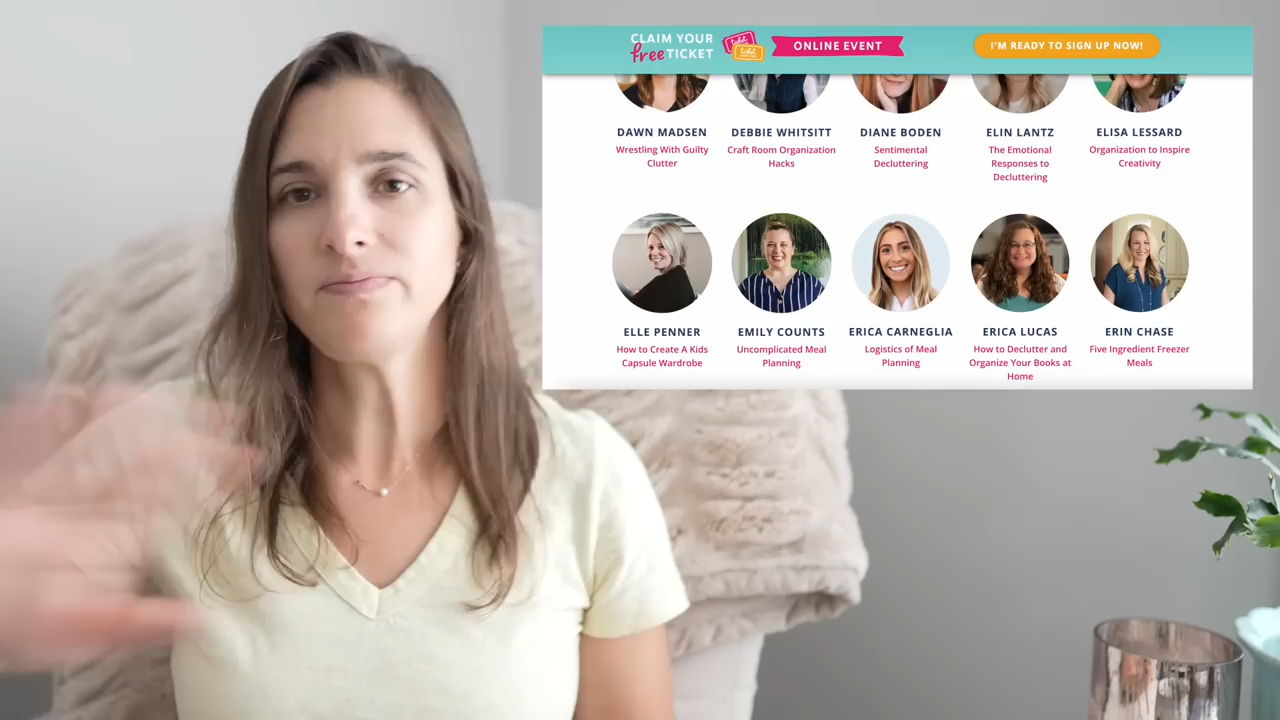 CLAIM YOUR
free TICKET
ONLINE EVENT
I'M READY TO SIGN UP NOW!
DAWN MADSEN
Wrestling With Guilty
Clutter
DEBBIE WHITSITT
Craft Room Organization
Hacks
DIANE BODEN
Sentimental
Decluttering
ELIN LANTZ
The Emotional
Responses to
Decluttering
ELISA LESSARD
Organization to Inspire
Creativity
ELLE PENNER
How to Create A Kids
Capsule Wardrobe
EMILY COUNTS
Uncomplicated Meal
Planning
ERICA CARNEGLIA
Logistics of Meal
Planning
ERICA LUCAS
How to Declutter and
Organize Your Books at
Home
ERIN CHASE
Five Ingredient Freezer
Meals